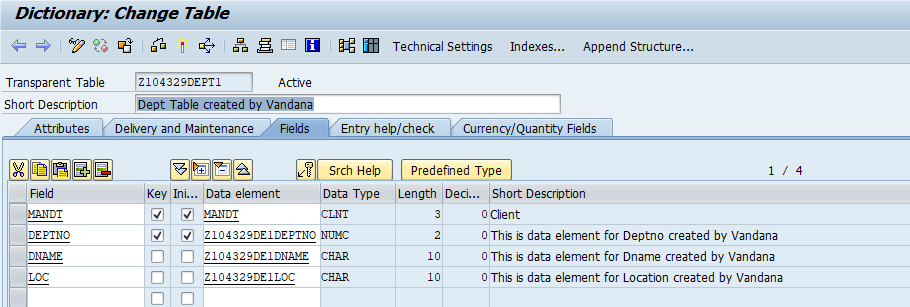 Dictionary: Change Table
Technical Settings Indexes... Append Structure...
Transparent Table Z104329DEPT1 Active
Short Description Dept Table created by Vandana
Attributes Delivery and Maintenance Fields Entry help/check Currency/Quantity Fields
Srch Help Predefined Type 1 / 4
Field Key Ini... Data element Data Type Length Deci... Short Description
MANDT MANDT CLNT 3 0 Client
DEPTNO Z104329DE1DEPTNO NUMC 2 0 This is data element for Deptno created by Vandana
DNAME Z104329DE1DNAME CHAR 10 0 This is data element for Dname created by Vandana
LOC Z104329DE1LOC CHAR 10 0 This is data element for Location created by Vandana